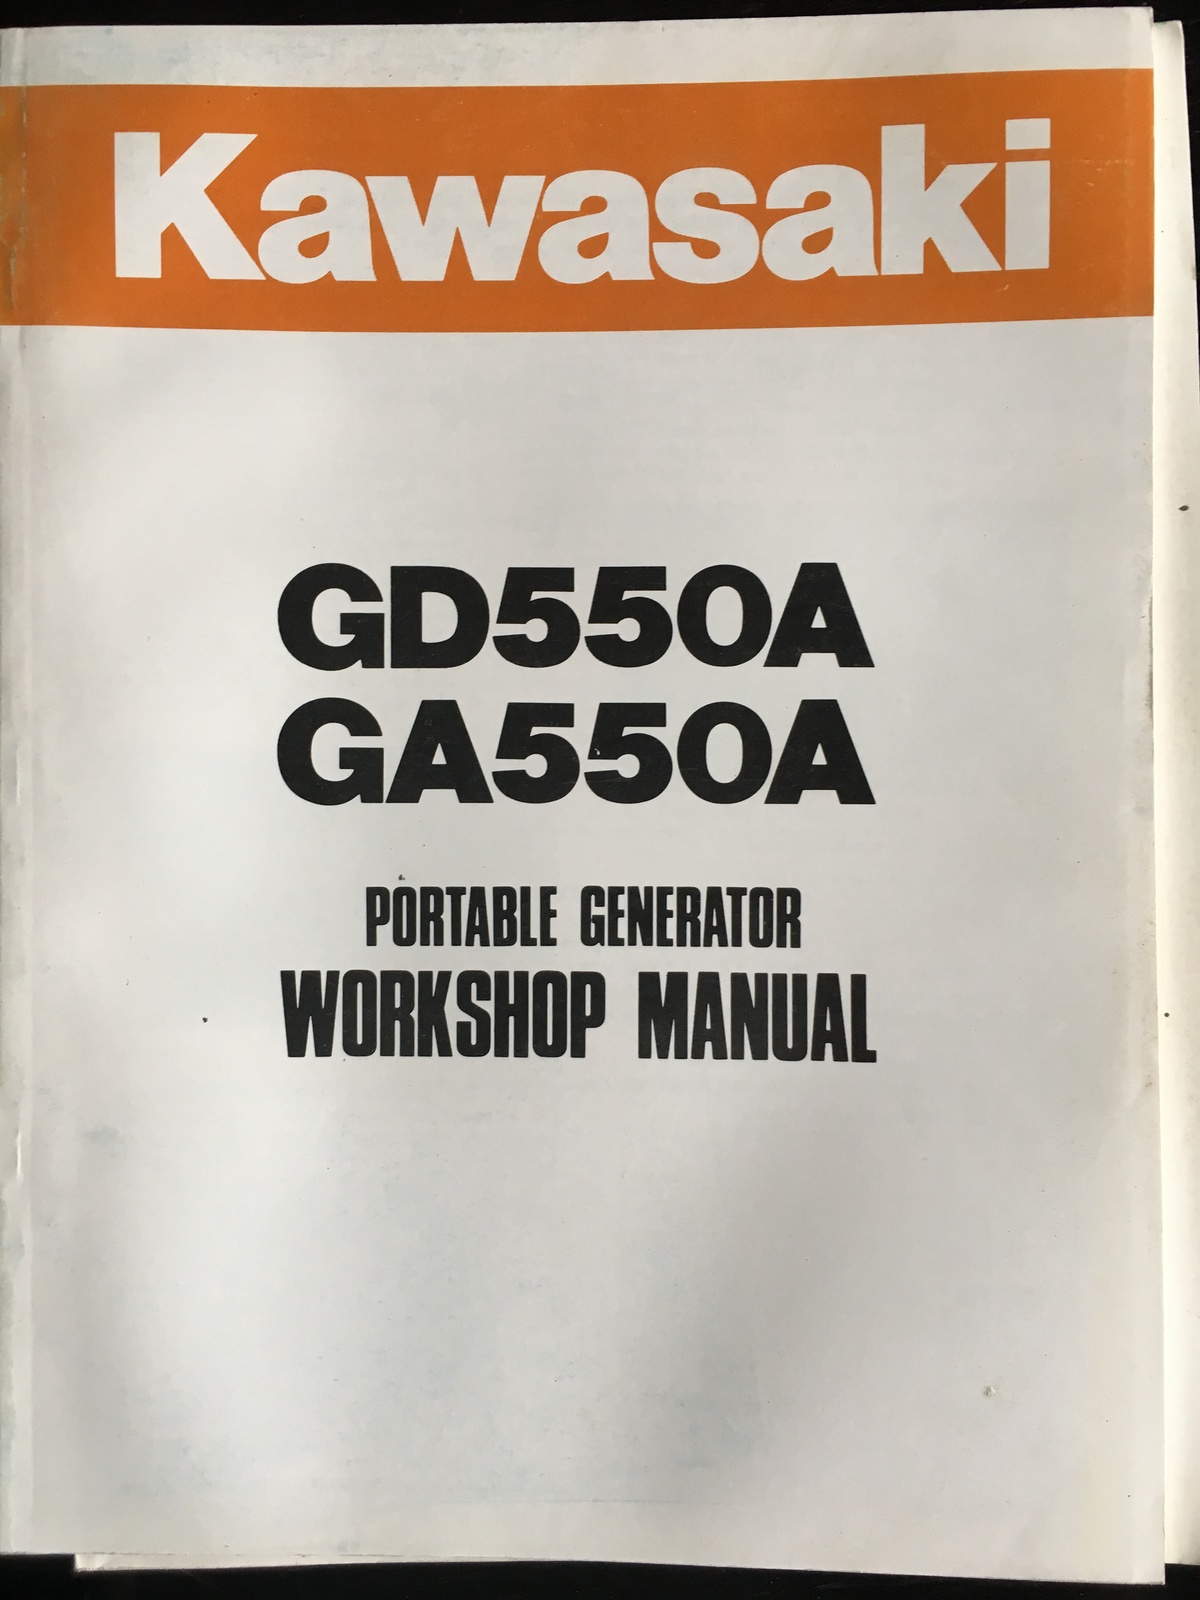 Kawasaki
GD550A
GA550A
PORTABLE GENERATOR
WORKSHOP MANUAL